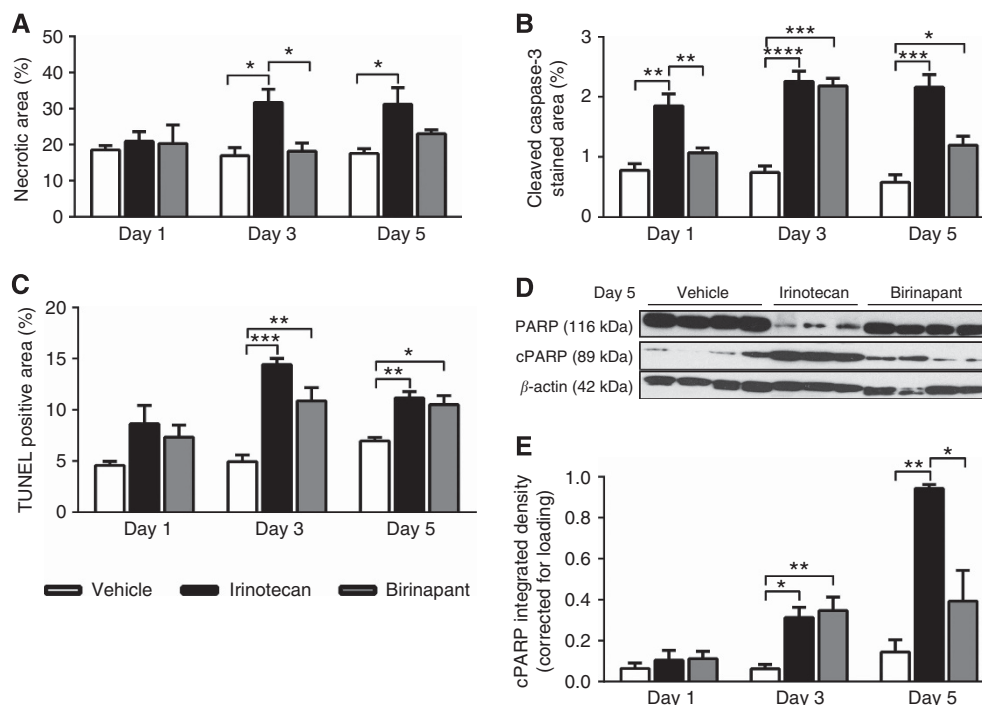 A
Necrotic area (%)
50
40
30
20
10
0
*
*
*
Day 1
Day 3
Day 5
B
Cleaved caspase-3
stained area (%)
3
2
1
0
**
**
***
****
*
***
Day 1
Day 3
Day 5
C
TUNEL positive area (%)
20
15
10
5
0
**
***
*
**
Day 1
Day 3
Day 5
Vehicle
Irinotecan
Birinapant
D
Day 5
Vehicle
Irinotecan
Birinapant
PARP (116 kDa)
cPARP (89 kDa)
β-actin (42 kDa)
E
cPARP integrated density
(corrected for loading)
1.0
0.8
0.6
0.4
0.2
0.0
**
*
**
*
Day 1
Day 3
Day 5